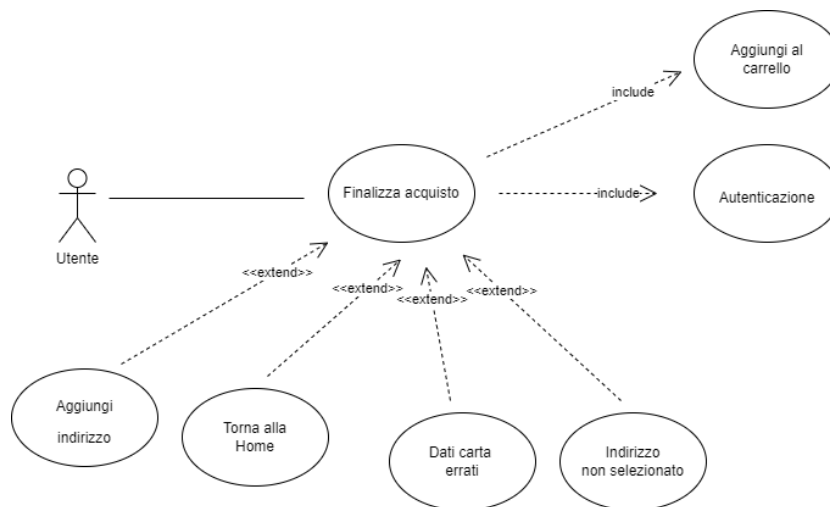 Aggiungi al
carrello
include
Finalizza acquisto
include
Autenticazione
Utente
<<extend>>
<<extend>>
<<extend>>
<<extend>>
Aggiungi
indirizzo
Torna alla
Home
Dati carta
errati
Indirizzo
non selezionato